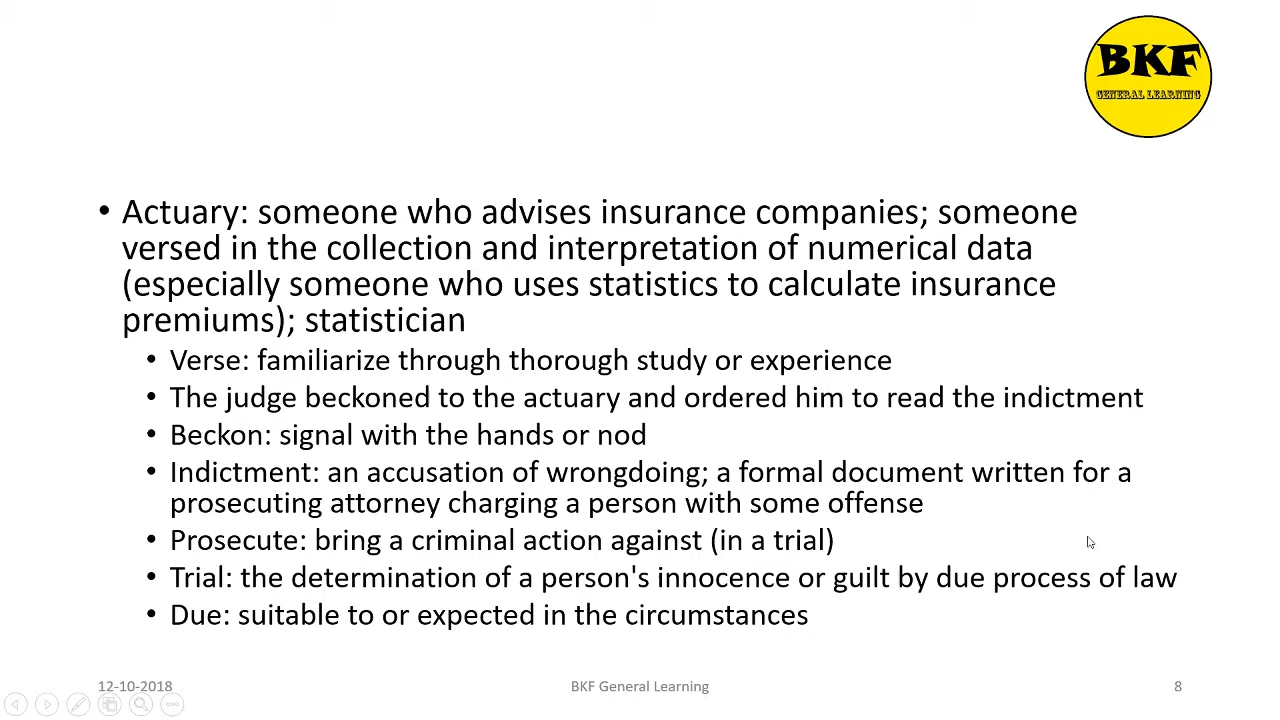 BKF
GENERAL LEARNING
• Actuary: someone who advises insurance companies; someone
versed in the collection and interpretation of numerical data
(especially someone who uses statistics to calculate insurance
premiums); statistician
• Verse: familiarize through thorough study or experience
• The judge beckoned to the actuary and ordered him to read the indictment
• Beckon: signal with the hands or nod
• Indictment: an accusation of wrongdoing; a formal document written for a
prosecuting attorney charging a person with some offense
• Prosecute: bring a criminal action against (in a trial)
• Trial: the determination of a person's innocence or guilt by due process of law
• Due: suitable to or expected in the circumstances
12-10-2018
BKF General Learning
8